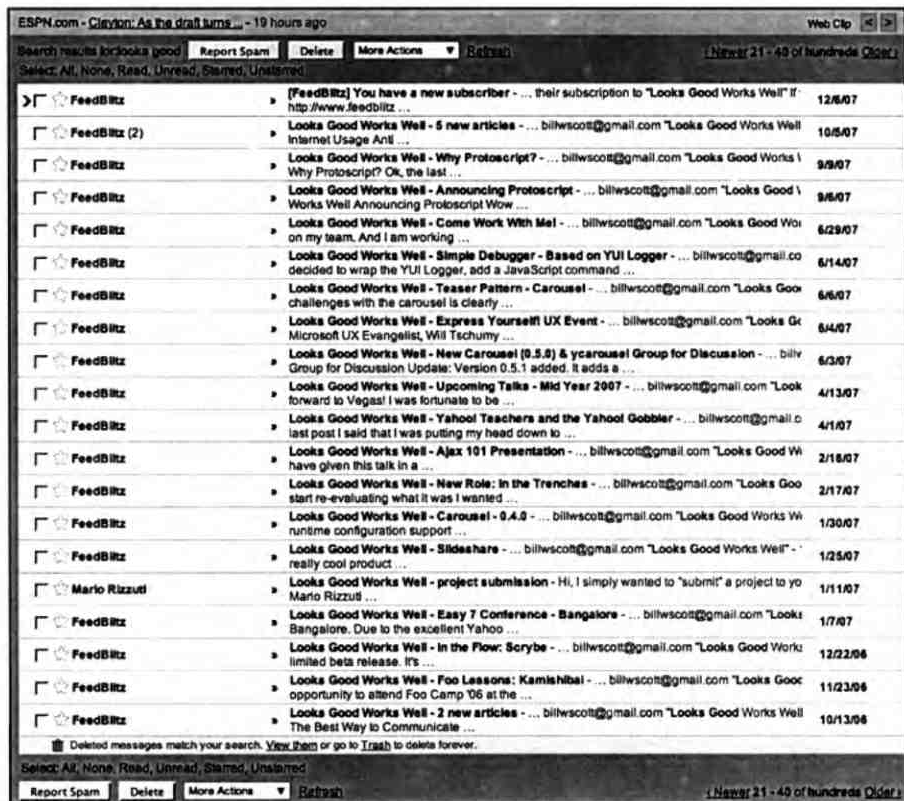 ESPN.com - Clayton: As the draft turns ... - 19 hours ago Web Clip < >
Search results for:looks good Report Spam Delete More Actions ▼ Refresh ‹ Newer 21 - 40 of hundreds Older ›
Select: All, None, Read, Unread, Starred, Unstarred
FeedBlitz » [FeedBlitz] You have a new subscriber - ... their subscription to "Looks Good Works Well" If 12/6/07
http://www.feedblitz ...
FeedBlitz (2) » Looks Good Works Well - 5 new articles - ... billwscott@gmail.com "Looks Good Works Well 10/5/07
Internet Usage Anti ...
FeedBlitz » Looks Good Works Well - Why Protoscript? - ... billwscott@gmail.com "Looks Good Works 9/9/07
Why Protoscript? Ok, the last ...
FeedBlitz » Looks Good Works Well - Announcing Protoscript - ... billwscott@gmail.com "Looks Good 9/6/07
Works Well Announcing Protoscript Wow ...
FeedBlitz » Looks Good Works Well - Come Work With Me! - ... billwscott@gmail.com "Looks Good Wor 6/29/07
on my team. And I am working ...
FeedBlitz » Looks Good Works Well - Simple Debugger - Based on YUI Logger - ... billwscott@gmail.co 6/14/07
decided to wrap the YUI Logger, add a JavaScript command ...
FeedBlitz » Looks Good Works Well - Teaser Pattern - Carousel - ... billwscott@gmail.com "Looks Goo 6/6/07
challenges with the carousel is clearly ...
FeedBlitz » Looks Good Works Well - Express Yourself! UX Event - ... billwscott@gmail.com "Looks Go 6/4/07
Microsoft UX Evangelist, Will Tschumy ...
FeedBlitz » Looks Good Works Well - New Carousel (0.5.0) & ycarousel Group for Discussion - ... billw 6/3/07
Group for Discussion Update: Version 0.5.1 added. It adds a ...
FeedBlitz » Looks Good Works Well - Upcoming Talks - Mid Year 2007 - ... billwscott@gmail.com "Look 4/13/07
forward to Vegas! I was fortunate to be ...
FeedBlitz » Looks Good Works Well - Yahoo! Teachers and the Yahoo! Gobbler - ... billwscott@gmail.c 4/1/07
last post I said that I was putting my head down to ...
FeedBlitz » Looks Good Works Well - Ajax 101 Presentation - ... billwscott@gmail.com "Looks Good W 2/18/07
have given this talk in a ...
FeedBlitz » Looks Good Works Well - New Role: In the Trenches - ... billwscott@gmail.com "Looks Goo 2/17/07
start re-evaluating what it was I wanted ...
FeedBlitz » Looks Good Works Well - Carousel - 0.4.0 - ... billwscott@gmail.com "Looks Good W 1/30/07
runtime configuration support ...
FeedBlitz » Looks Good Works Well - Slideshare - ... billwscott@gmail.com "Looks Good Works Well" - 1/25/07
really cool product ...
Mario Rizzuti » Looks Good Works Well - project submission - Hi, I simply wanted to "submit" a project to yo 1/11/07
Mario Rizzuti ...
FeedBlitz » Looks Good Works Well - Easy 7 Conference - Bangalore - ... billwscott@gmail.com "Looks 1/7/07
Bangalore. Due to the excellent Yahoo ...
FeedBlitz » Looks Good Works Well - In the Flow: Scrybe - ... billwscott@gmail.com "Looks Good Works 12/22/06
limited beta release. It's ...
FeedBlitz » Looks Good Works Well - Foo Lessons: Kamishibai - ... billwscott@gmail.com "Looks Good 11/23/06
opportunity to attend Foo Camp '06 at the ...
FeedBlitz » Looks Good Works Well - 2 new articles - ... billwscott@gmail.com "Looks Good Works Well 10/13/06
The Best Way to Communicate ...
Deleted messages match your search. View them or go to Trash to delete forever.
Select: All, None, Read, Unread, Starred, Unstarred
Report Spam Delete More Actions ▼ Refresh ‹ Newer 21 - 40 of hundreds Older ›